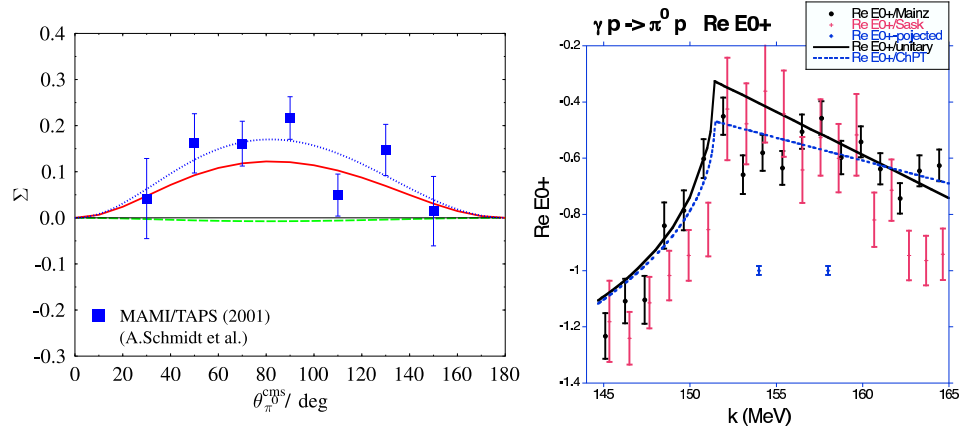 0.4
0.3
0.2
0.1
0.0
-0.1
-0.2
-0.3
Σ
MAMI/TAPS (2001)
(A.Schmidt et al.)
0 20 40 60 80 100 120 140 160 180
θπ⁰cms/ deg
γ p -> π⁰ p Re E0+
Re E0+/Mainz
Re E0+/Sask
Re E0+-pojected
Re E0+/unitary
Re E0+/ChPT
-0.2
-0.4
-0.6
-0.8
-1
-1.2
-1.4
Re E0+
145 150 155 160 165
k (MeV)